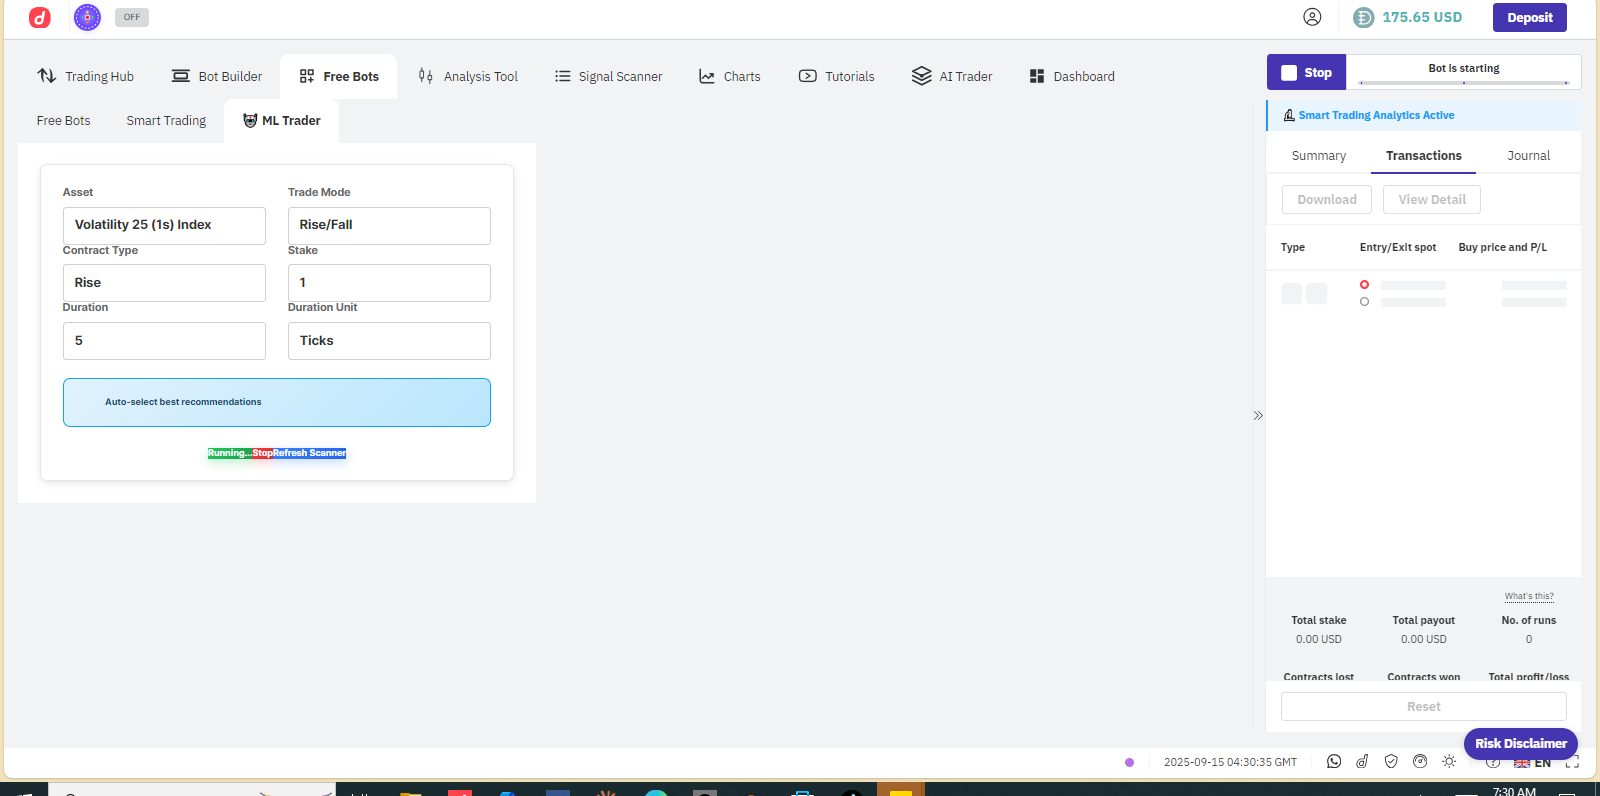 OFF
175.65 USD
Deposit
Trading Hub
Bot Builder
Free Bots
Analysis Tool
Signal Scanner
Charts
Tutorials
AI Trader
Dashboard
Stop
Bot is starting
Free Bots
Smart Trading
ML Trader
Smart Trading Analytics Active
Summary
Transactions
Journal
Download
View Detail
Type
Entry/Exit spot
Buy price and P/L
Asset
Trade Mode
Volatility 25 (1s) Index
Rise/Fall
Contract Type
Stake
Rise
1
Duration
Duration Unit
5
Ticks
Auto-select best recommendations
Running...StopRefresh Scanner
What's this?
Total stake
Total payout
No. of runs
0.00 USD
0.00 USD
0
Contracts lost
Contracts won
Total profit/loss
Reset
Risk Disclaimer
2025-09-15 04:30:35 GMT
EN
7:30 AM